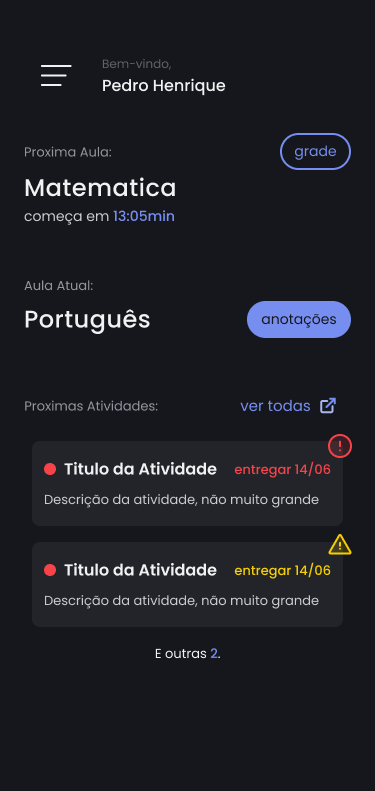 Bem-vindo,
Pedro Henrique
Proxima Aula:
grade
Matematica
começa em 13:05min
Aula Atual:
Português
anotações
Proximas Atividades:
ver todas
Titulo da Atividade entregar 14/06
Descrição da atividade, não muito grande
Titulo da Atividade entregar 14/06
Descrição da atividade, não muito grande
E outras 2.